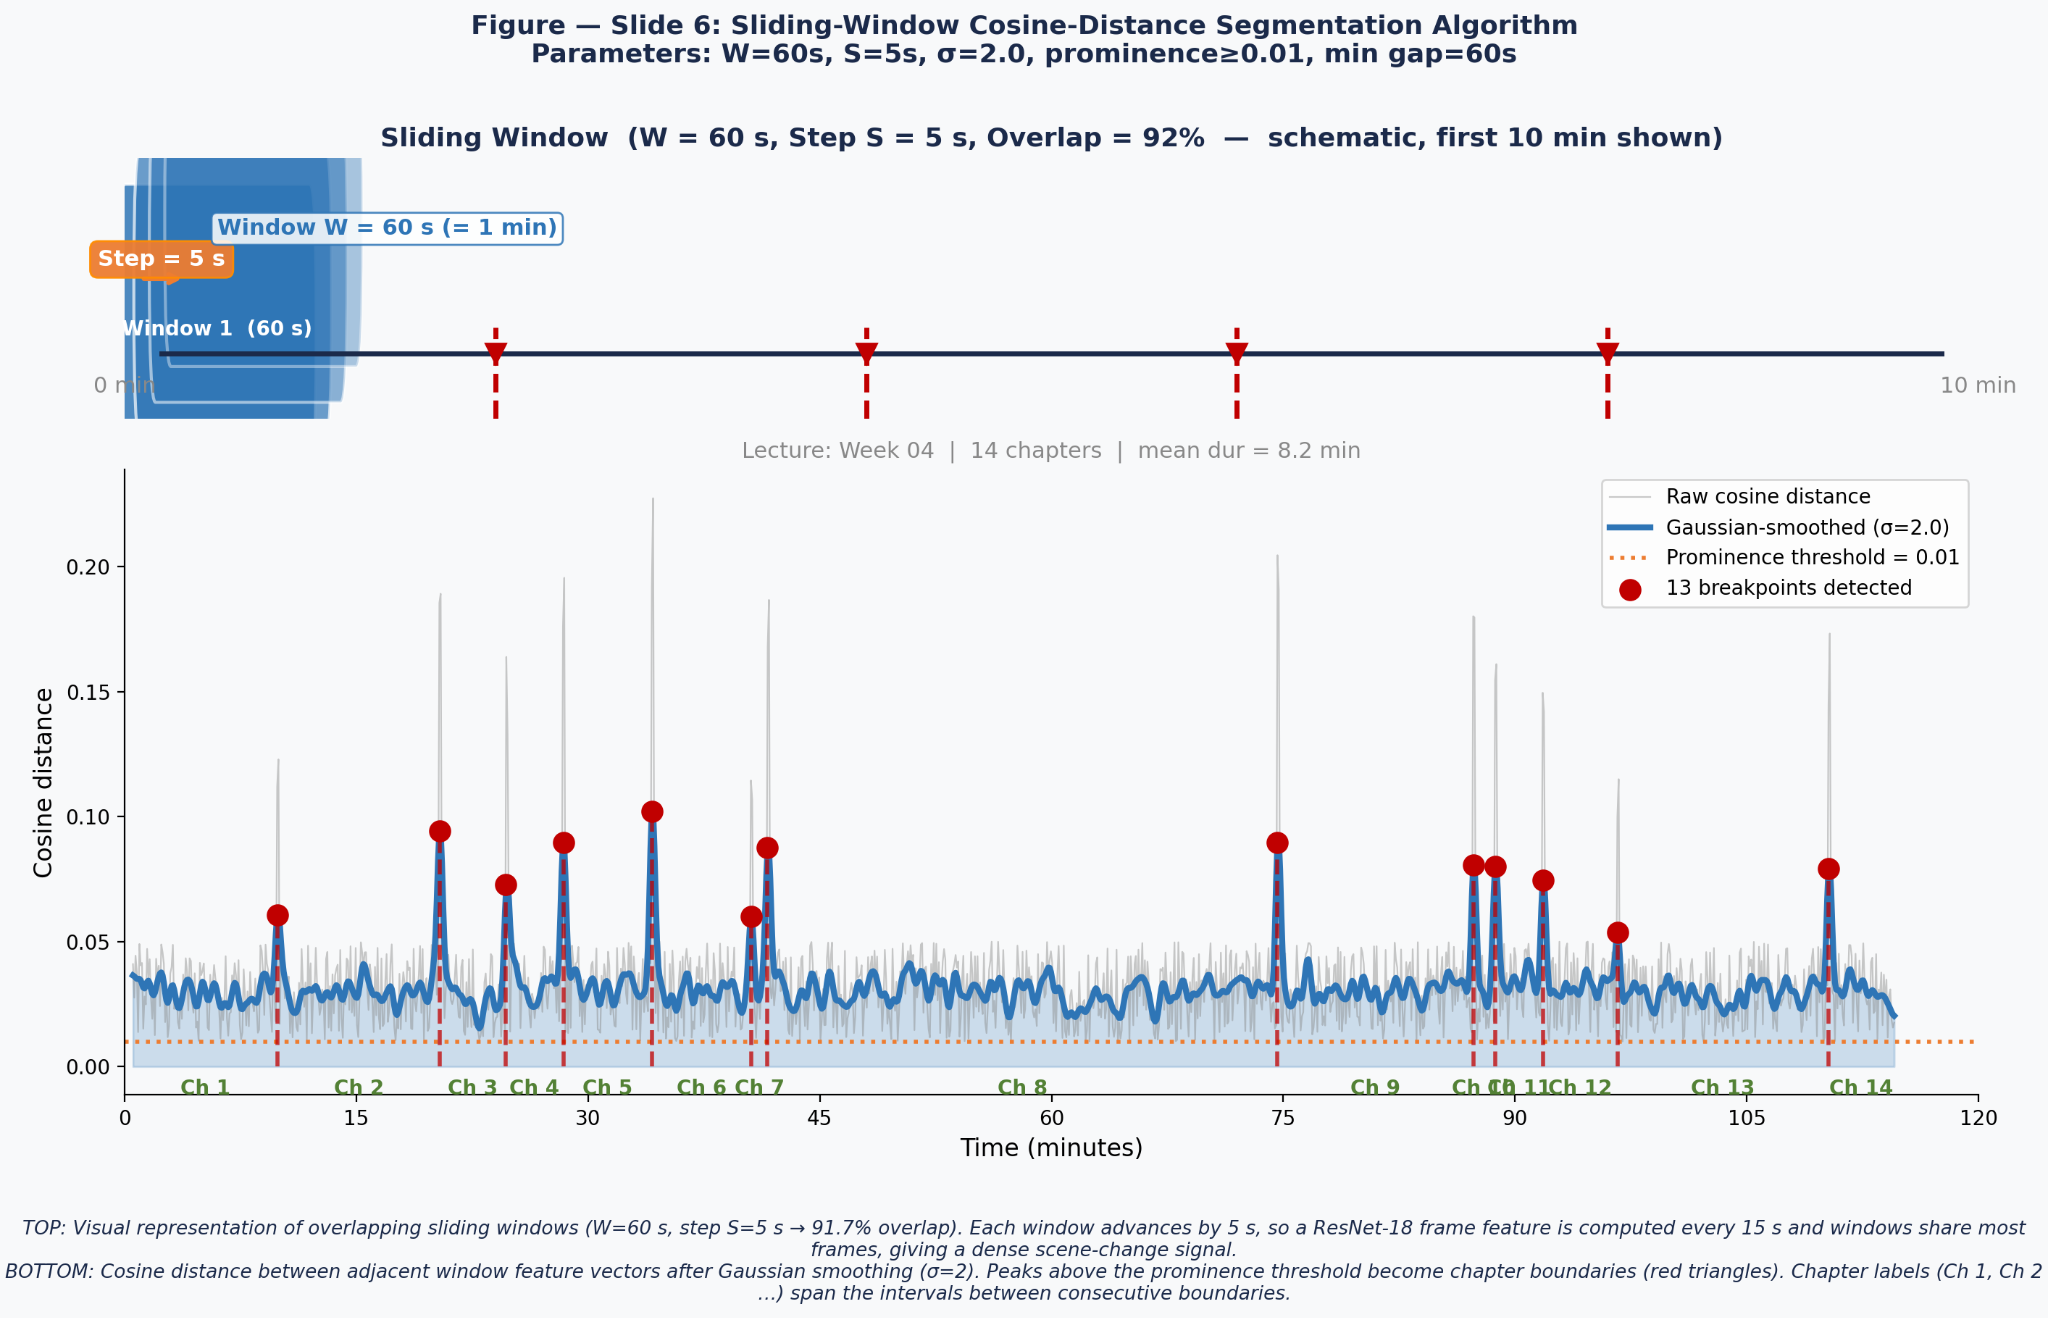 Figure — Slide 6: Sliding-Window Cosine-Distance Segmentation Algorithm
Parameters: W=60s, S=5s, σ=2.0, prominence≥0.01, min gap=60s
Sliding Window  (W = 60 s, Step S = 5 s, Overlap = 92%  —  schematic, first 10 min shown)
Window W = 60 s (= 1 min)
Step = 5 s
Window 1  (60 s)
0 min
10 min
Lecture: Week 04  |  14 chapters  |  mean dur = 8.2 min
Raw cosine distance
Gaussian-smoothed (σ=2.0)
Prominence threshold = 0.01
13 breakpoints detected
Cosine distance
0.20
0.15
0.10
0.05
0.00
Ch 1 Ch 2 Ch 3 Ch 4 Ch 5 Ch 6 Ch 7 Ch 8 Ch 9 Ch 10 Ch 11 Ch 12 Ch 13 Ch 14
0 15 30 45 60 75 90 105 120
Time (minutes)
TOP: Visual representation of overlapping sliding windows (W=60 s, step S=5 s → 91.7% overlap). Each window advances by 5 s, so a ResNet-18 frame feature is computed every 15 s and windows share most
frames, giving a dense scene-change signal.
BOTTOM: Cosine distance between adjacent window feature vectors after Gaussian smoothing (σ=2). Peaks above the prominence threshold become chapter boundaries (red triangles). Chapter labels (Ch 1, Ch 2
…) span the intervals between consecutive boundaries.